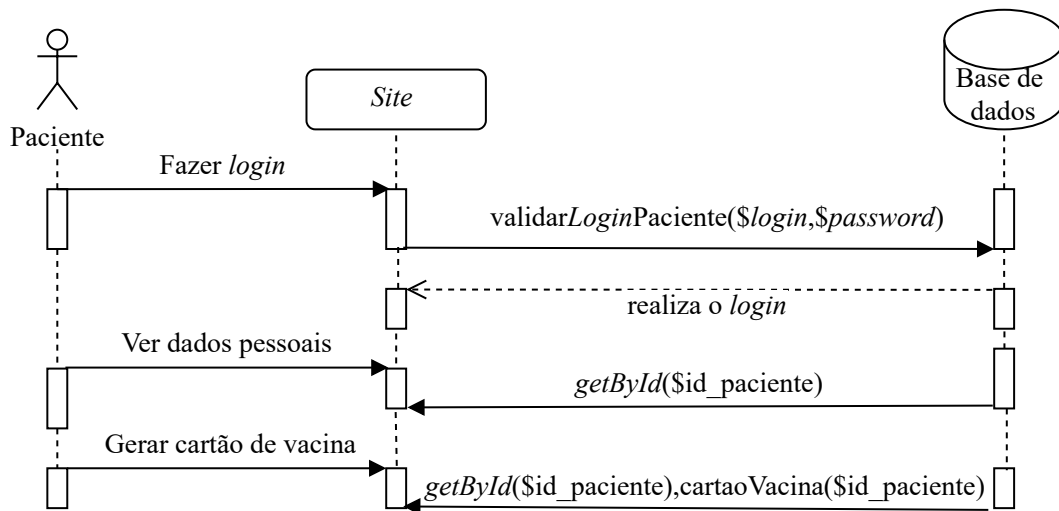 Site
Base de
dados
Paciente
Fazer login
validarLoginPaciente($login,$password)
realiza o login
Ver dados pessoais
getById($id_paciente)
Gerar cartão de vacina
getById($id_paciente),cartaoVacina($id_paciente)